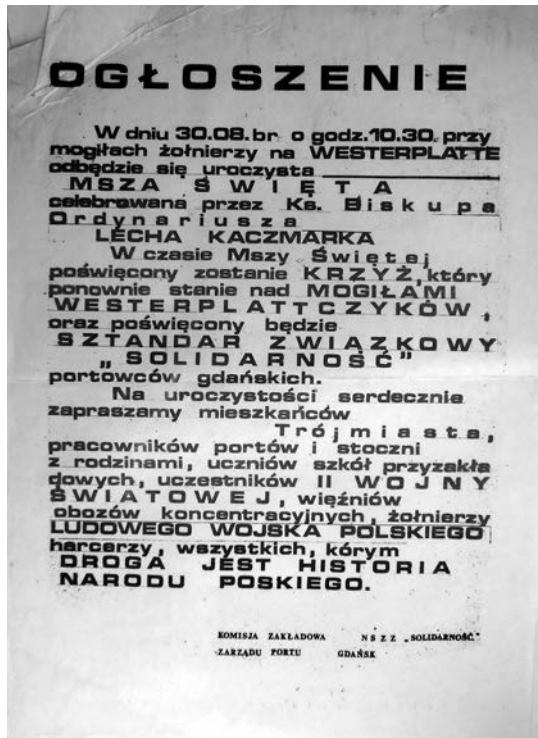 OGŁOSZENIE
W dniu 30.08.br o godz.10.30. przy
mogiłach żołnierzy na WESTERPLATTE
odbędzie się uroczysta
MSZA ŚWIĘTA
celebrowana przez Ks. Biskupa
Ordynariusza
LECHA KACZMARKA
W czasie Mszy Świętej
poświęcony zostanie KRZYŻ, który
ponownie stanie nad MOGIŁAMI
WESTERPLATTCZYKÓW,
oraz poświęcony będzie
SZTANDAR ZWIĄZKOWY
„SOLIDARNOŚĆ"
portowców gdańskich.
Na uroczystości serdecznie
zapraszamy mieszkańców
Trójmiasta,
pracowników portów i stoczni
z rodzinami, uczniów szkół przyzakła
dowych, uczestników II WOJNY
ŚWIATOWEJ, więźniów
obozów koncentracyjnych, żołnierzy
LUDOWEGO WOJSKA POLSKIEGO
harcerzy, wszystkich, kórym
DROGA JEST HISTORIA
NARODU POSKIEGO.
KOMISJA ZAKŁADOWA NSZZ „SOLIDARNOŚĆ"
ZARZĄDU PORTU GDAŃSK